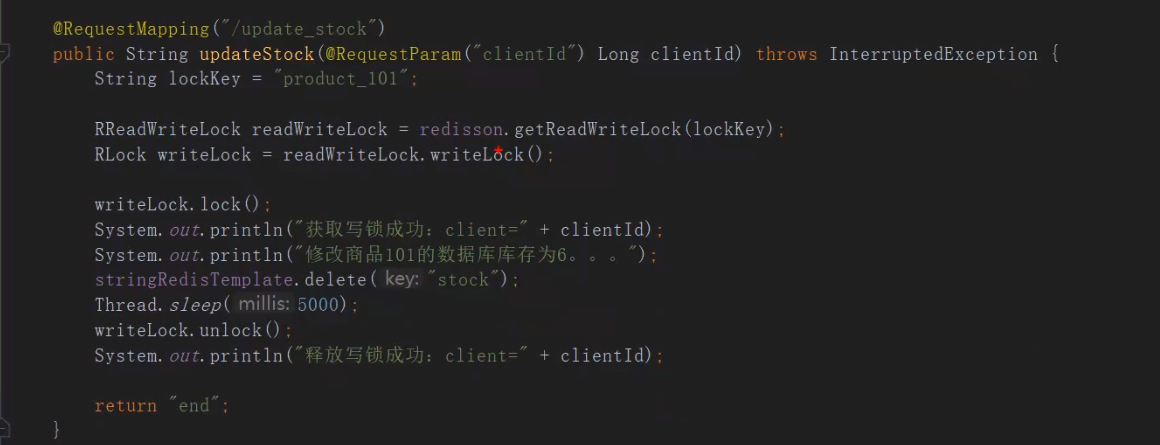 @RequestMapping("/update_stock")
public String updateStock(@RequestParam("clientId") Long clientId) throws InterruptedException {
String lockKey = "product_101";
RReadWriteLock readWriteLock = redisson.getReadWriteLock(lockKey);
RLock writeLock = readWriteLock.writeLock();
writeLock.lock();
System.out.println("获取写锁成功：client=" + clientId);
System.out.println("修改商品101的数据库库存为6。。。");
stringRedisTemplate.delete( key: "stock");
Thread.sleep( millis: 5000);
writeLock.unlock();
System.out.println("释放写锁成功：client=" + clientId);
return "end";
}